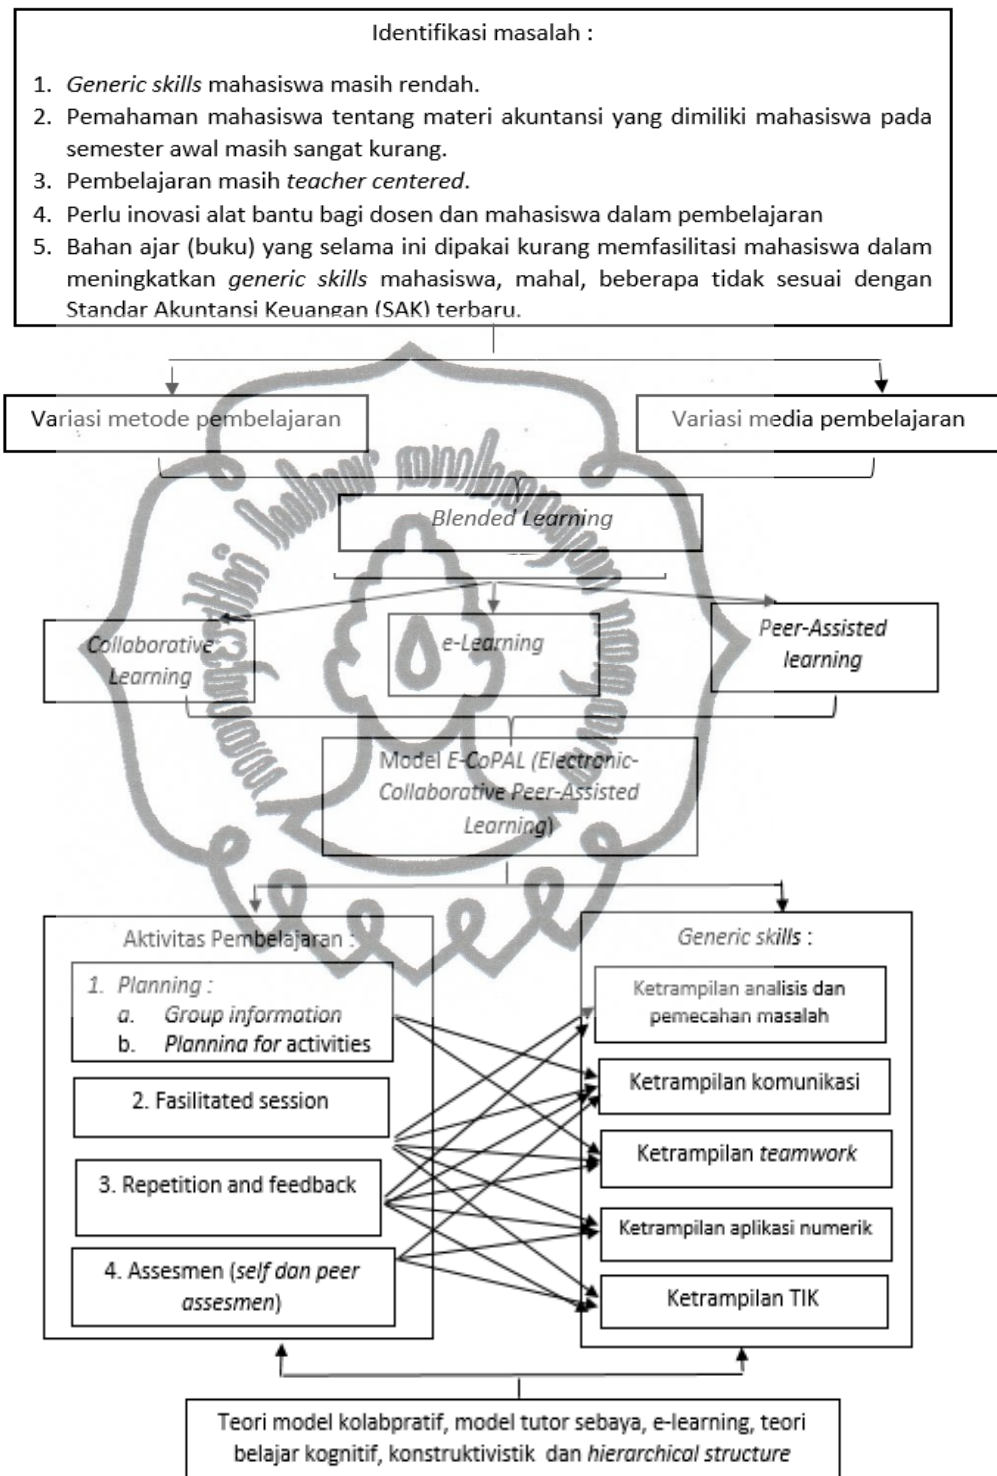 Identifikasi masalah :
1. Generic skills mahasiswa masih rendah.
2. Pemahaman mahasiswa tentang materi akuntansi yang dimiliki mahasiswa pada
semester awal masih sangat kurang.
3. Pembelajaran masih teacher centered.
4. Perlu inovasi alat bantu bagi dosen dan mahasiswa dalam pembelajaran
5. Bahan ajar (buku) yang selama ini dipakai kurang memfasilitasi mahasiswa dalam
meningkatkan generic skills mahasiswa, mahal, beberapa tidak sesuai dengan
Standar Akuntansi Keuangan (SAK) terbaru.
Variasi metode pembelajaran
Variasi media pembelajaran
Blended Learning
Collaborative
Learning
e-Learning
Peer-Assisted
learning
Model E-CoPAL (Electronic-
Collaborative Peer-Assisted
Learning)
Aktivitas Pembelajaran :
1. Planning :
a. Group information
b. Planning for activities
2. Fasilitated session
3. Repetition and feedback
4. Assesmen (self dan peer
assesmen)
Generic skills :
Ketrampilan analisis dan
pemecahan masalah
Ketrampilan komunikasi
Ketrampilan teamwork
Ketrampilan aplikasi numerik
Ketrampilan TIK
Teori model kolabpratif, model tutor sebaya, e-learning, teori
belajar kognitif, konstruktivistik dan hierarchical structure